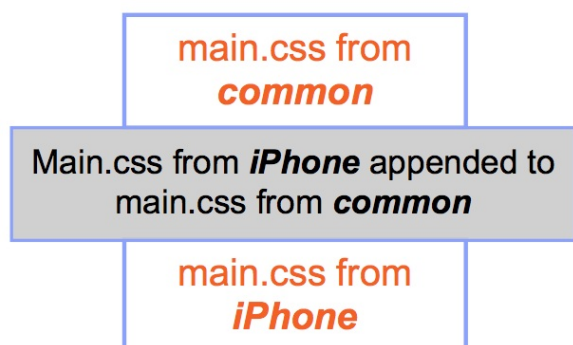 main.css from
common
Main.css from iPhone appended to
main.css from common
main.css from
iPhone